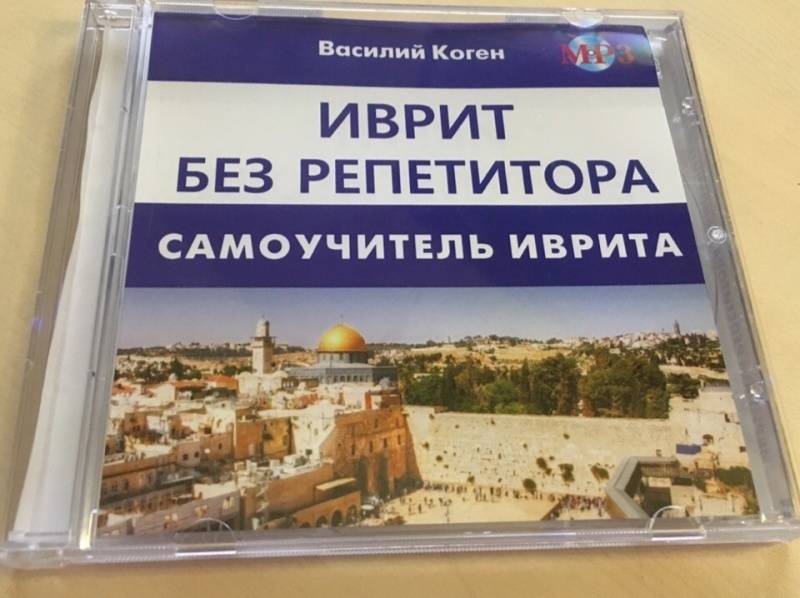 Василий Коген
MP3
ИВРИТ
БЕЗ РЕПЕТИТОРА
САМОУЧИТЕЛЬ ИВРИТА